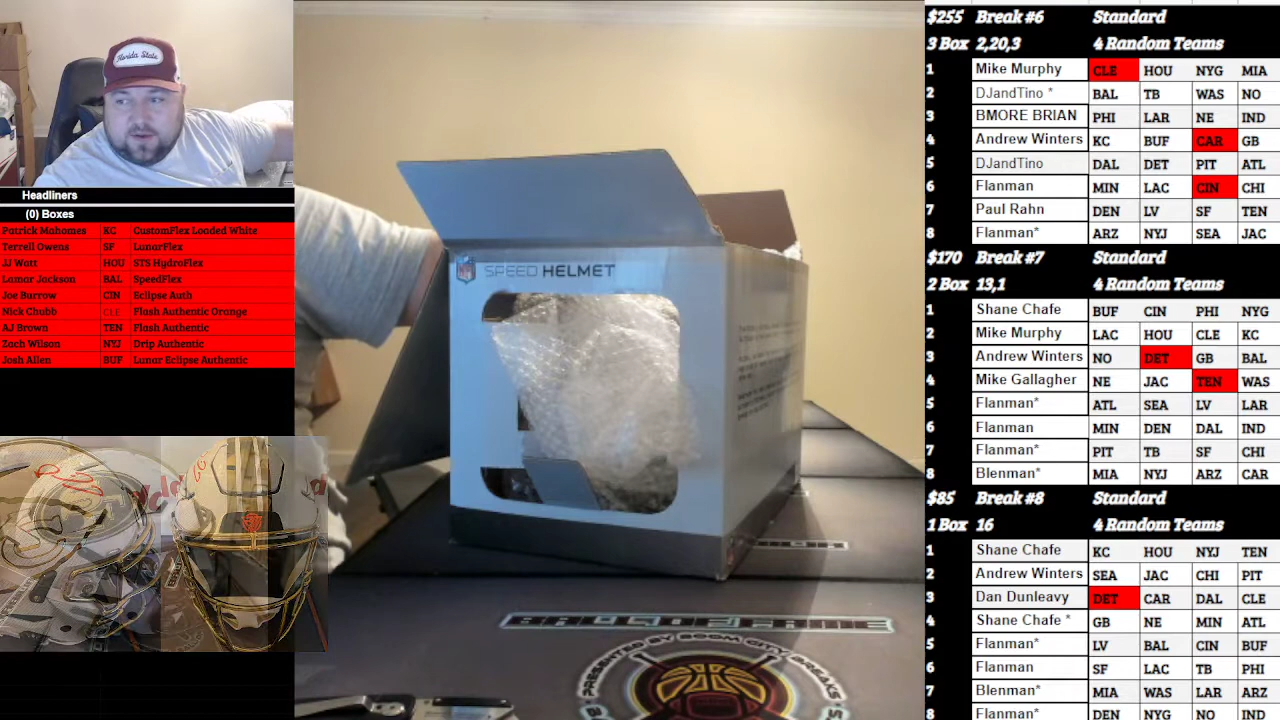 Florida State
Headliners
(0) Boxes
Patrick Mahomes KC CustomFlex Loaded White
Terrell Owens SF LunarFlex
JJ Watt HOU STS HydroFlex
Lamar Jackson BAL SpeedFlex
Joe Burrow CIN Eclipse Auth
Nick Chubb CLE Flash Authentic Orange
AJ Brown TEN Flash Authentic
Zach Wilson NYJ Drip Authentic
Josh Allen BUF Lunar Eclipse Authentic
SPEED HELMET
BALLS OF FAME
PRESENTED BY BOOM CITY BREAKS
$255 Break #6 Standard
3 Box 2,20,3 4 Random Teams
1 Mike Murphy CLE HOU NYG MIA
2 DJandTino * BAL TB WAS NO
3 BMORE BRIAN PHI LAR NE IND
4 Andrew Winters KC BUF CAR GB
5 DJandTino DAL DET PIT ATL
6 Flanman MIN LAC CIN CHI
7 Paul Rahn DEN LV SF TEN
8 Flanman* ARZ NYJ SEA JAC
$170 Break #7 Standard
2 Box 13,1 4 Random Teams
1 Shane Chafe BUF CIN PHI NYG
2 Mike Murphy LAC HOU CLE KC
3 Andrew Winters NO DET GB BAL
4 Mike Gallagher NE JAC TEN WAS
5 Flanman* ATL SEA LV LAR
6 Flanman MIN DEN DAL IND
7 Flanman* PIT TB SF CHI
8 Blenman* MIA NYJ ARZ CAR
$85 Break #8 Standard
1 Box 16 4 Random Teams
1 Shane Chafe KC HOU NYJ TEN
2 Andrew Winters SEA JAC CHI PIT
3 Dan Dunleavy DET CAR DAL CLE
4 Shane Chafe * GB NE MIN ATL
5 Flanman* LV BAL CIN BUF
6 Flanman SF LAC TB PHI
7 Blenman* MIA WAS LAR ARZ
8 Flanman* DEN NYG NO IND